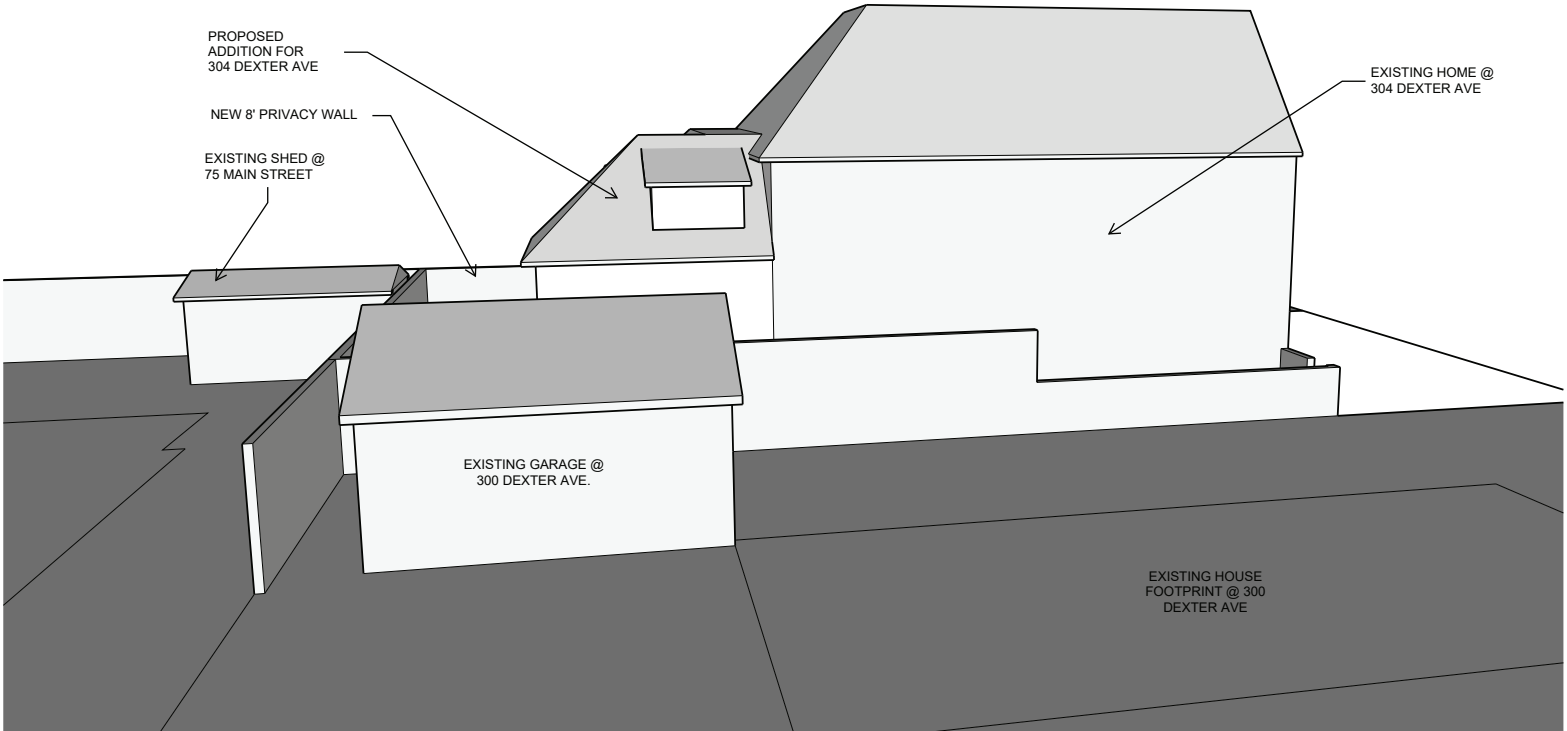 PROPOSED
ADDITION FOR
304 DEXTER AVE
NEW 8' PRIVACY WALL
EXISTING SHED @
75 MAIN STREET
EXISTING HOME @
304 DEXTER AVE
EXISTING GARAGE @
300 DEXTER AVE.
EXISTING HOUSE
FOOTPRINT @ 300
DEXTER AVE